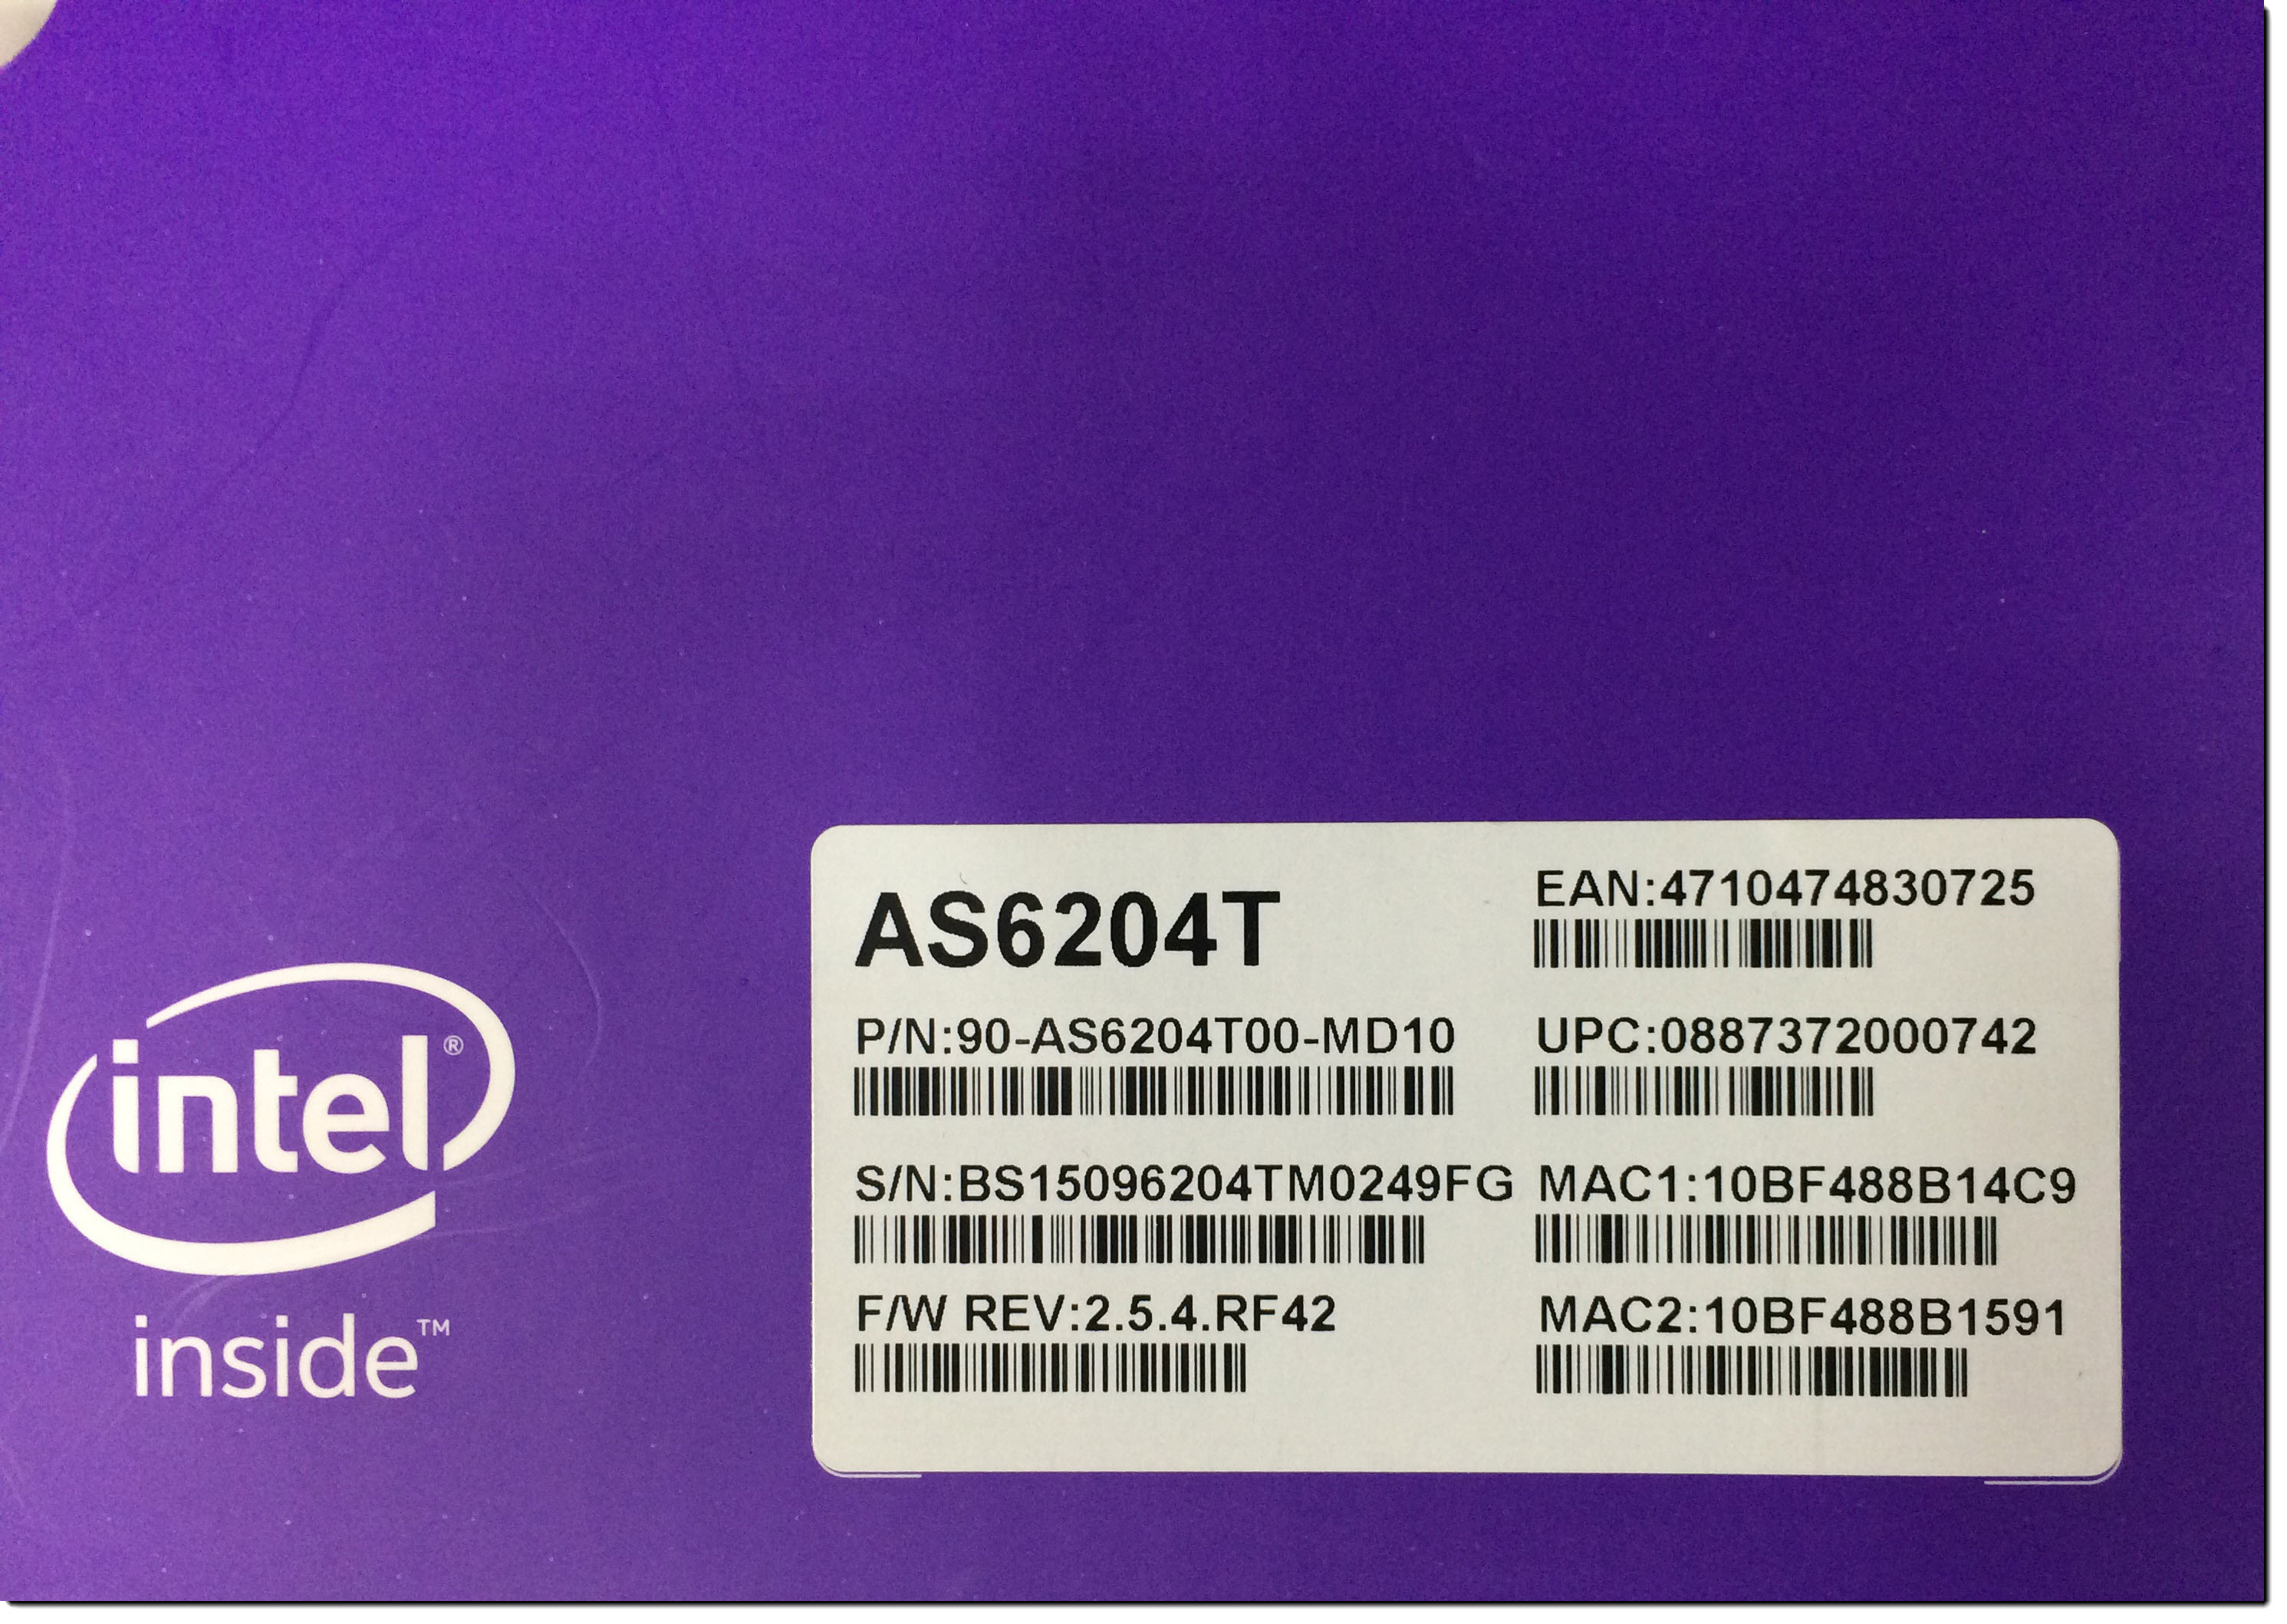 intel®
inside™
AS6204T
P/N:90-AS6204T00-MD10
S/N:BS15096204TM0249FG
F/W REV:2.5.4.RF42
EAN:4710474830725
UPC:0887372000742
MAC1:10BF488B14C9
MAC2:10BF488B1591